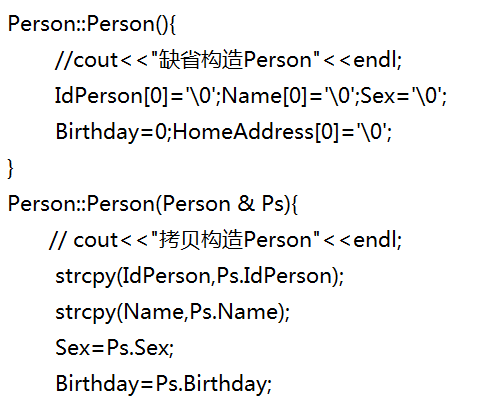 Person::Person(){
//cout<<"缺省构造Person"<<endl;
IdPerson[0]='\0';Name[0]='\0';Sex='\0';
Birthday=0;HomeAddress[0]='\0';
}
Person::Person(Person & Ps){
// cout<<"拷贝构造Person"<<endl;
strcpy(IdPerson,Ps.IdPerson);
strcpy(Name,Ps.Name);
Sex=Ps.Sex;
Birthday=Ps.Birthday;